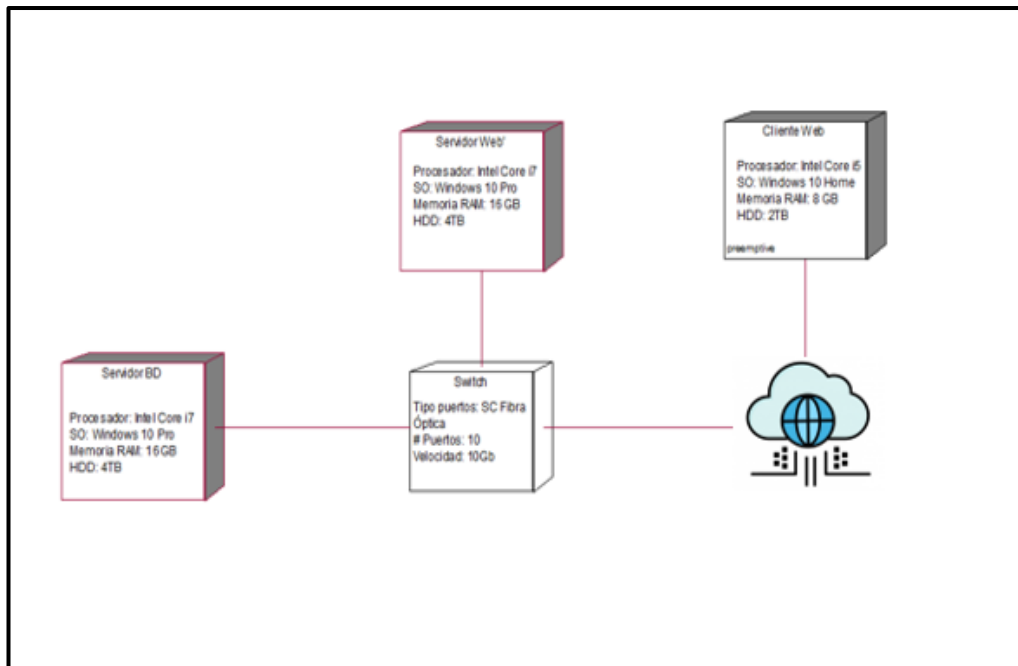 Servidor Web'
Procesador: Intel Core i7
SO: Windows 10 Pro
Memoria RAM: 16 GB
HDD: 4TB
Cliente Web
Procesador: Intel Core i5
SO: Windows 10 Home
Memoria RAM: 8 GB
HDD: 2TB
preemptive
Servidor BD
Procesador: Intel Core i7
SO: Windows 10 Pro
Memoria RAM: 16GB
HDD: 4TB
Switch
Tipo puertos: SC Fibra
Óptica
# Puertos: 10
Velocidad: 10Gb